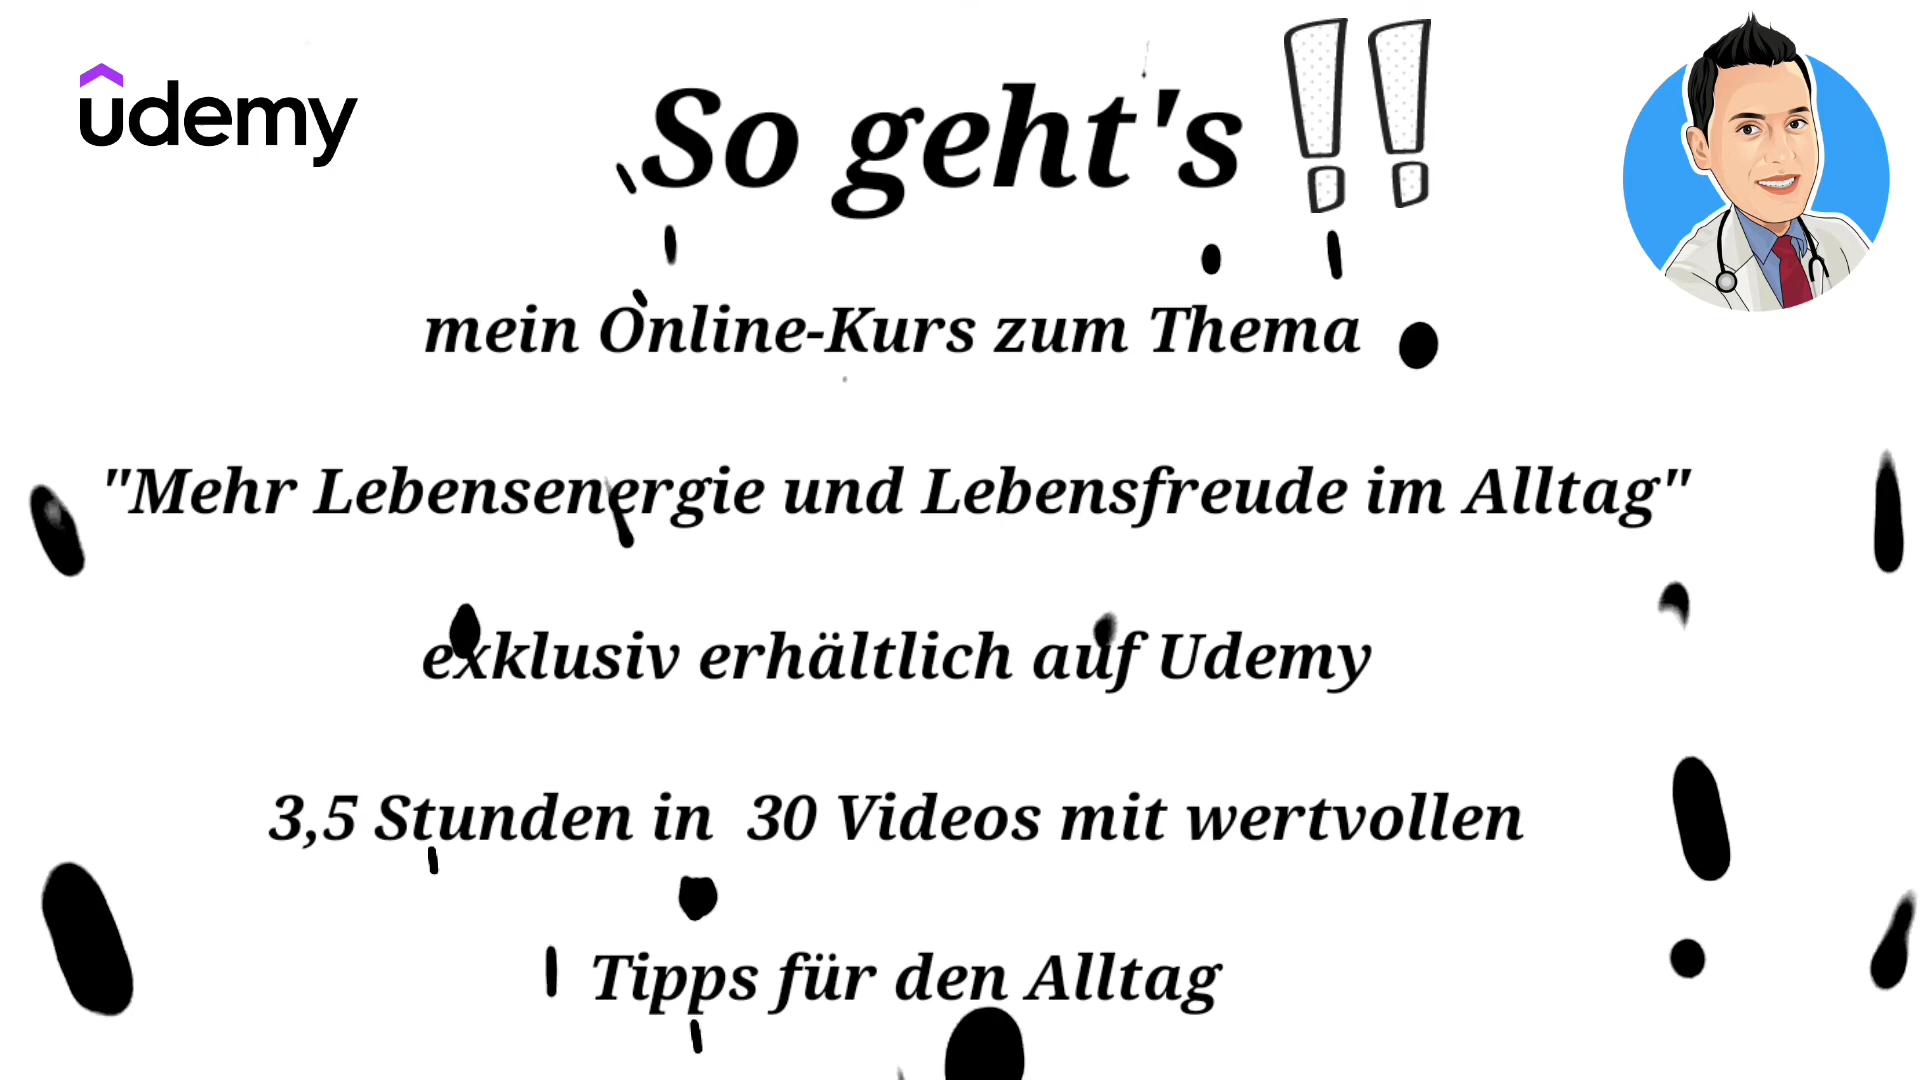 udemy
So geht's!!
mein Online-Kurs zum Thema
"Mehr Lebensenergie und Lebensfreude im Alltag"
exklusiv erhältlich auf Udemy
3,5 Stunden in 30 Videos mit wertvollen
Tipps für den Alltag